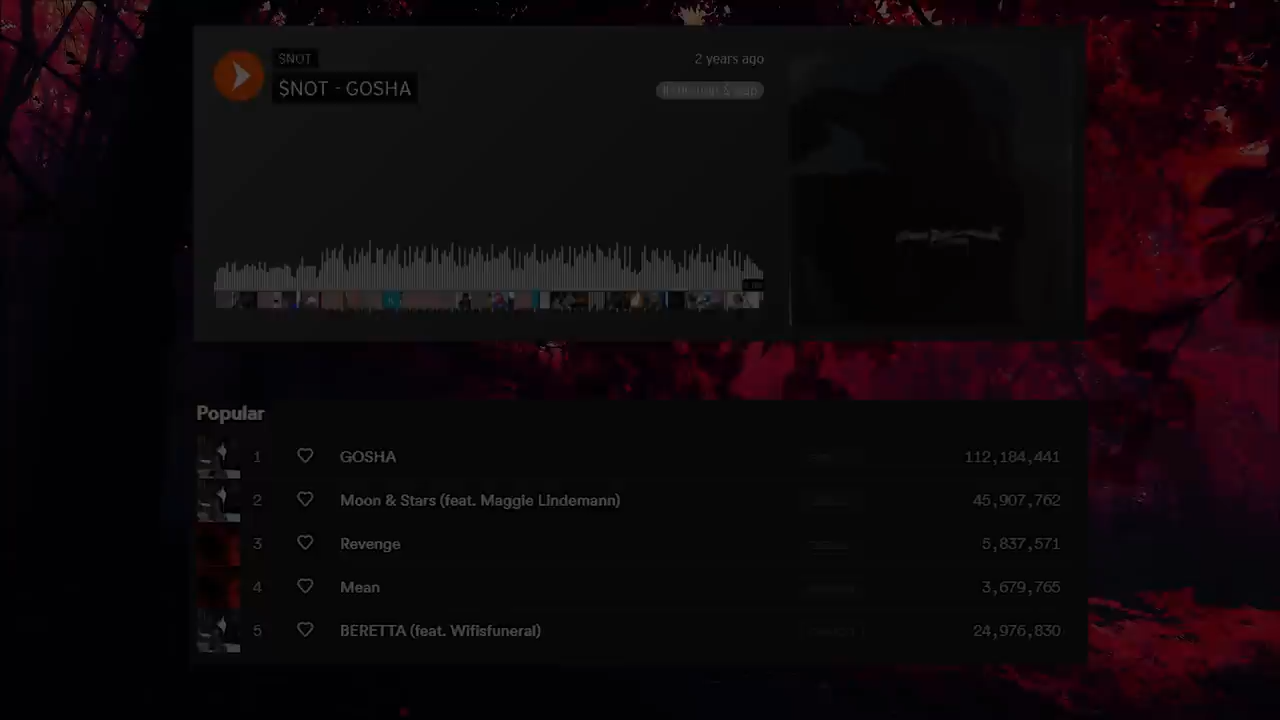 $NOT
2 years ago
$NOT - GOSHA
Popular
1 GOSHA 112,184,441
2 Moon & Stars (feat. Maggie Lindemann) 45,907,762
3 Revenge 5,837,571
4 Mean 3,679,765
5 BERETTA (feat. Wifisfuneral) 24,976,830